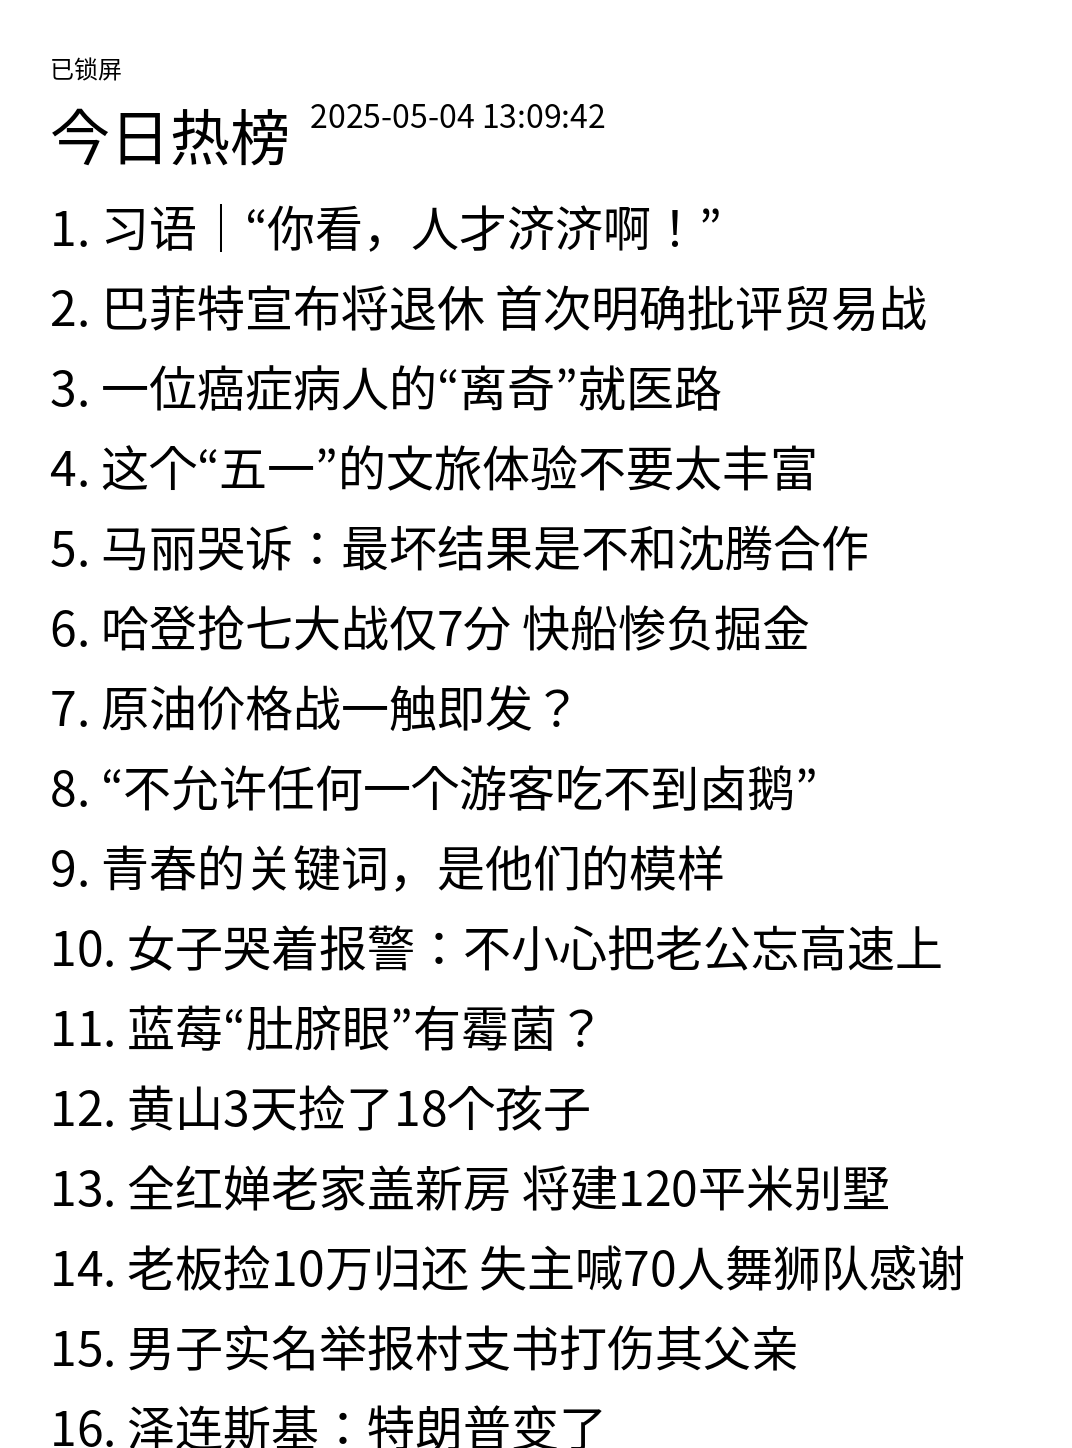 已锁屏
今日热榜 2025-05-04 13:09:42
1. 习语｜“你看，人才济济啊！”
2. 巴菲特宣布将退休 首次明确批评贸易战
3. 一位癌症病人的“离奇”就医路
4. 这个“五一”的文旅体验不要太丰富
5. 马丽哭诉：最坏结果是不和沈腾合作
6. 哈登抢七大战仅7分 快船惨负掘金
7. 原油价格战一触即发？
8. “不允许任何一个游客吃不到卤鹅”
9. 青春的关键词，是他们的模样
10. 女子哭着报警：不小心把老公忘高速上
11. 蓝莓“肚脐眼”有霉菌？
12. 黄山3天捡了18个孩子
13. 全红婵老家盖新房 将建120平米别墅
14. 老板捡10万归还 失主喊70人舞狮队感谢
15. 男子实名举报村支书打伤其父亲
16. 泽连斯基：特朗普变了